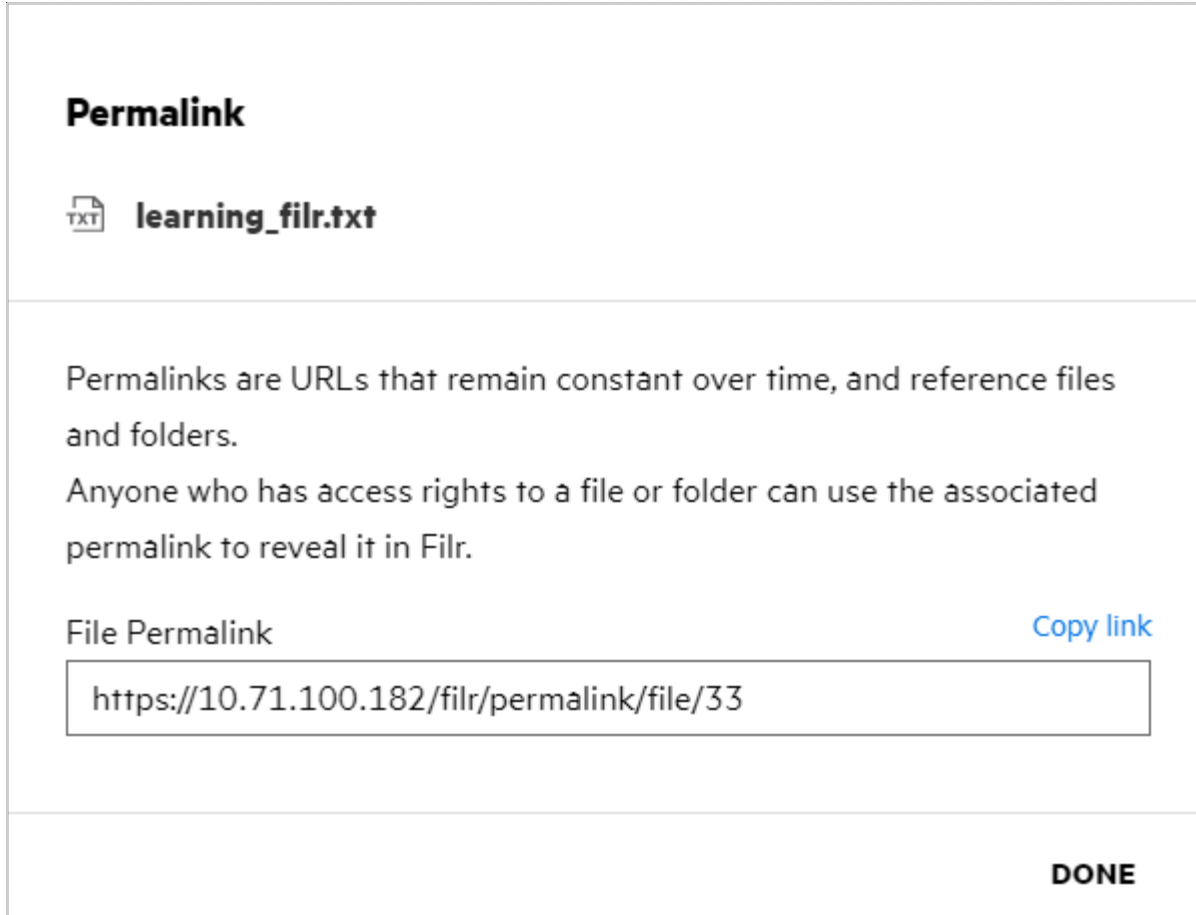 Permalink
TXT learning_filr.txt
Permalinks are URLs that remain constant over time, and reference files
and folders.
Anyone who has access rights to a file or folder can use the associated
permalink to reveal it in Filr.
File Permalink
Copy link
https://10.71.100.182/filr/permalink/file/33
DONE